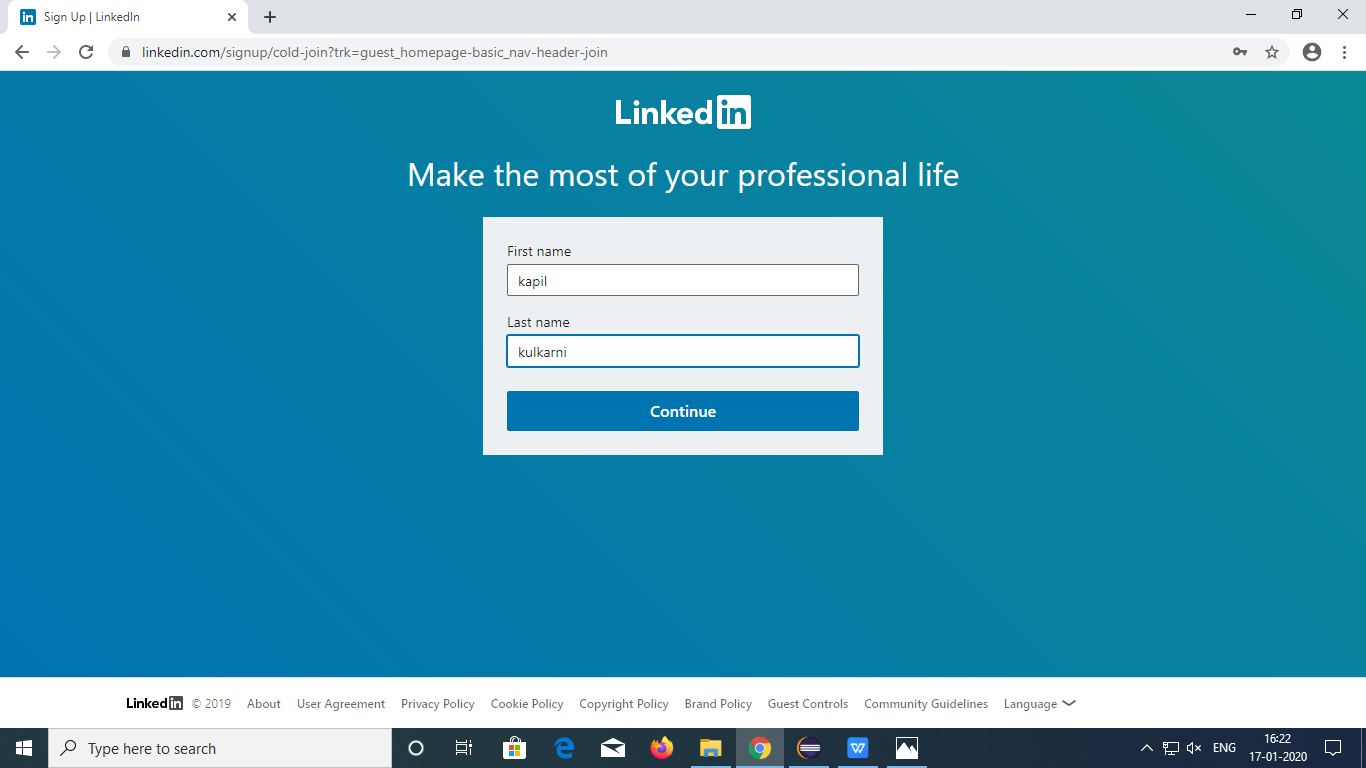 Sign Up | LinkedIn
linkedin.com/signup/cold-join?trk=guest_homepage-basic_nav-header-join
Linkedin
Make the most of your professional life
First name
kapil
Last name
kulkarni
Continue
Linkedin © 2019 About User Agreement Privacy Policy Cookie Policy Copyright Policy Brand Policy Guest Controls Community Guidelines Language
Type here to search
ENG
16:22
17-01-2020